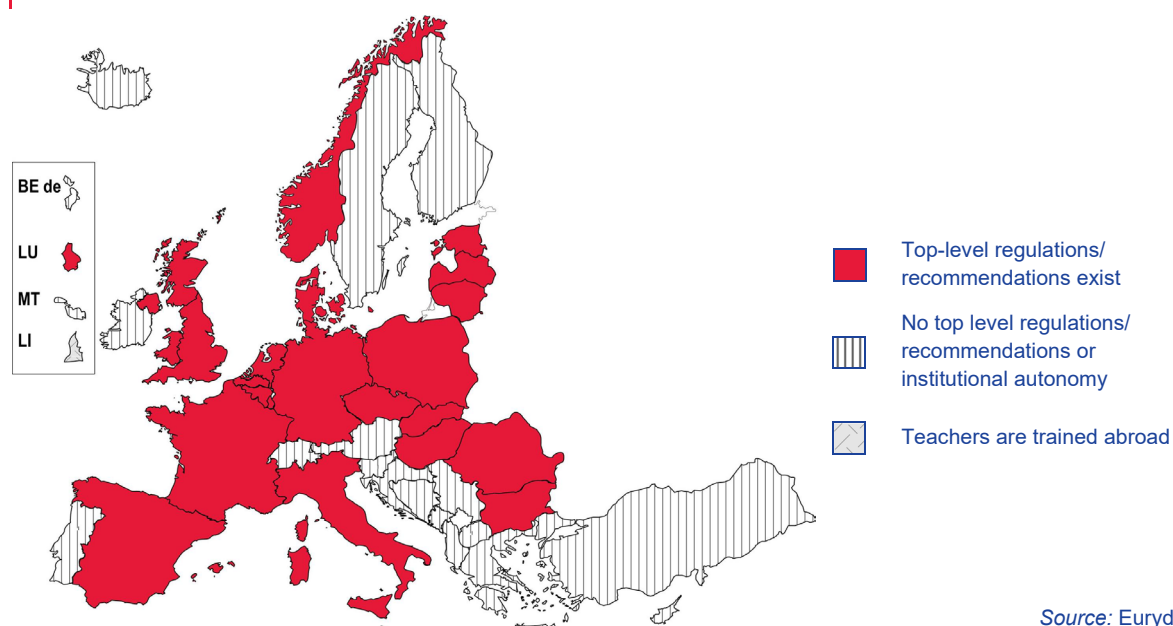 BE de
LU
MT
LI
Top-level regulations/
recommendations exist
No top level regulations/
recommendations or
institutional autonomy
Teachers are trained abroad
Source: Euryd